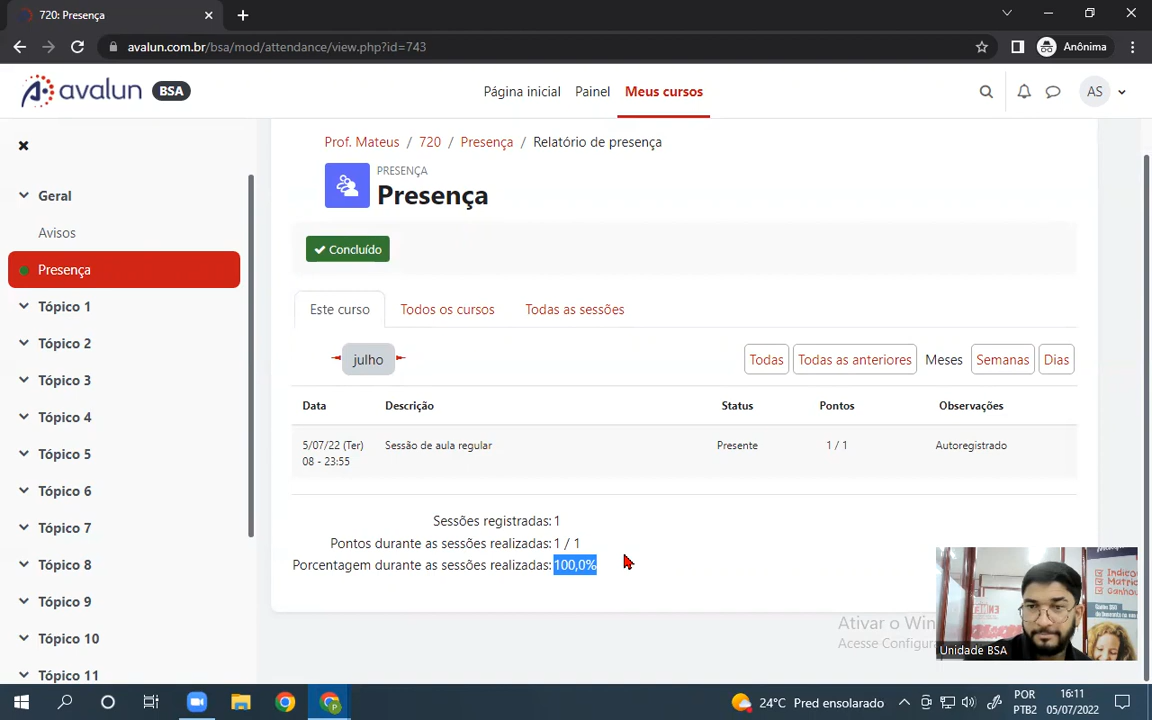 720: Presença
avalun.com.br/bsa/mod/attendance/view.php?id=743
Anônima
avalun BSA
Página inicial
Painel
Meus cursos
AS
Prof. Mateus / 720 / Presença / Relatório de presença
PRESENÇA
Presença
Geral
Avisos
Presença
Tópico 1
Tópico 2
Tópico 3
Tópico 4
Tópico 5
Tópico 6
Tópico 7
Tópico 8
Tópico 9
Tópico 10
Tópico 11
Concluído
Este curso
Todos os cursos
Todas as sessões
julho
Todas
Todas as anteriores
Meses
Semanas
Dias
Data Descrição Status Pontos Observações
5/07/22 (Ter) Sessão de aula regular Presente 1 / 1 Autoregistrado
08 - 23:55
Sessões registradas: 1
Pontos durante as sessões realizadas: 1 / 1
Porcentagem durante as sessões realizadas: 100,0%
Ativar o Win
Acesse Configura
Unidade BSA
24°C Pred ensolarado
POR
PTB2
16:11
05/07/2022